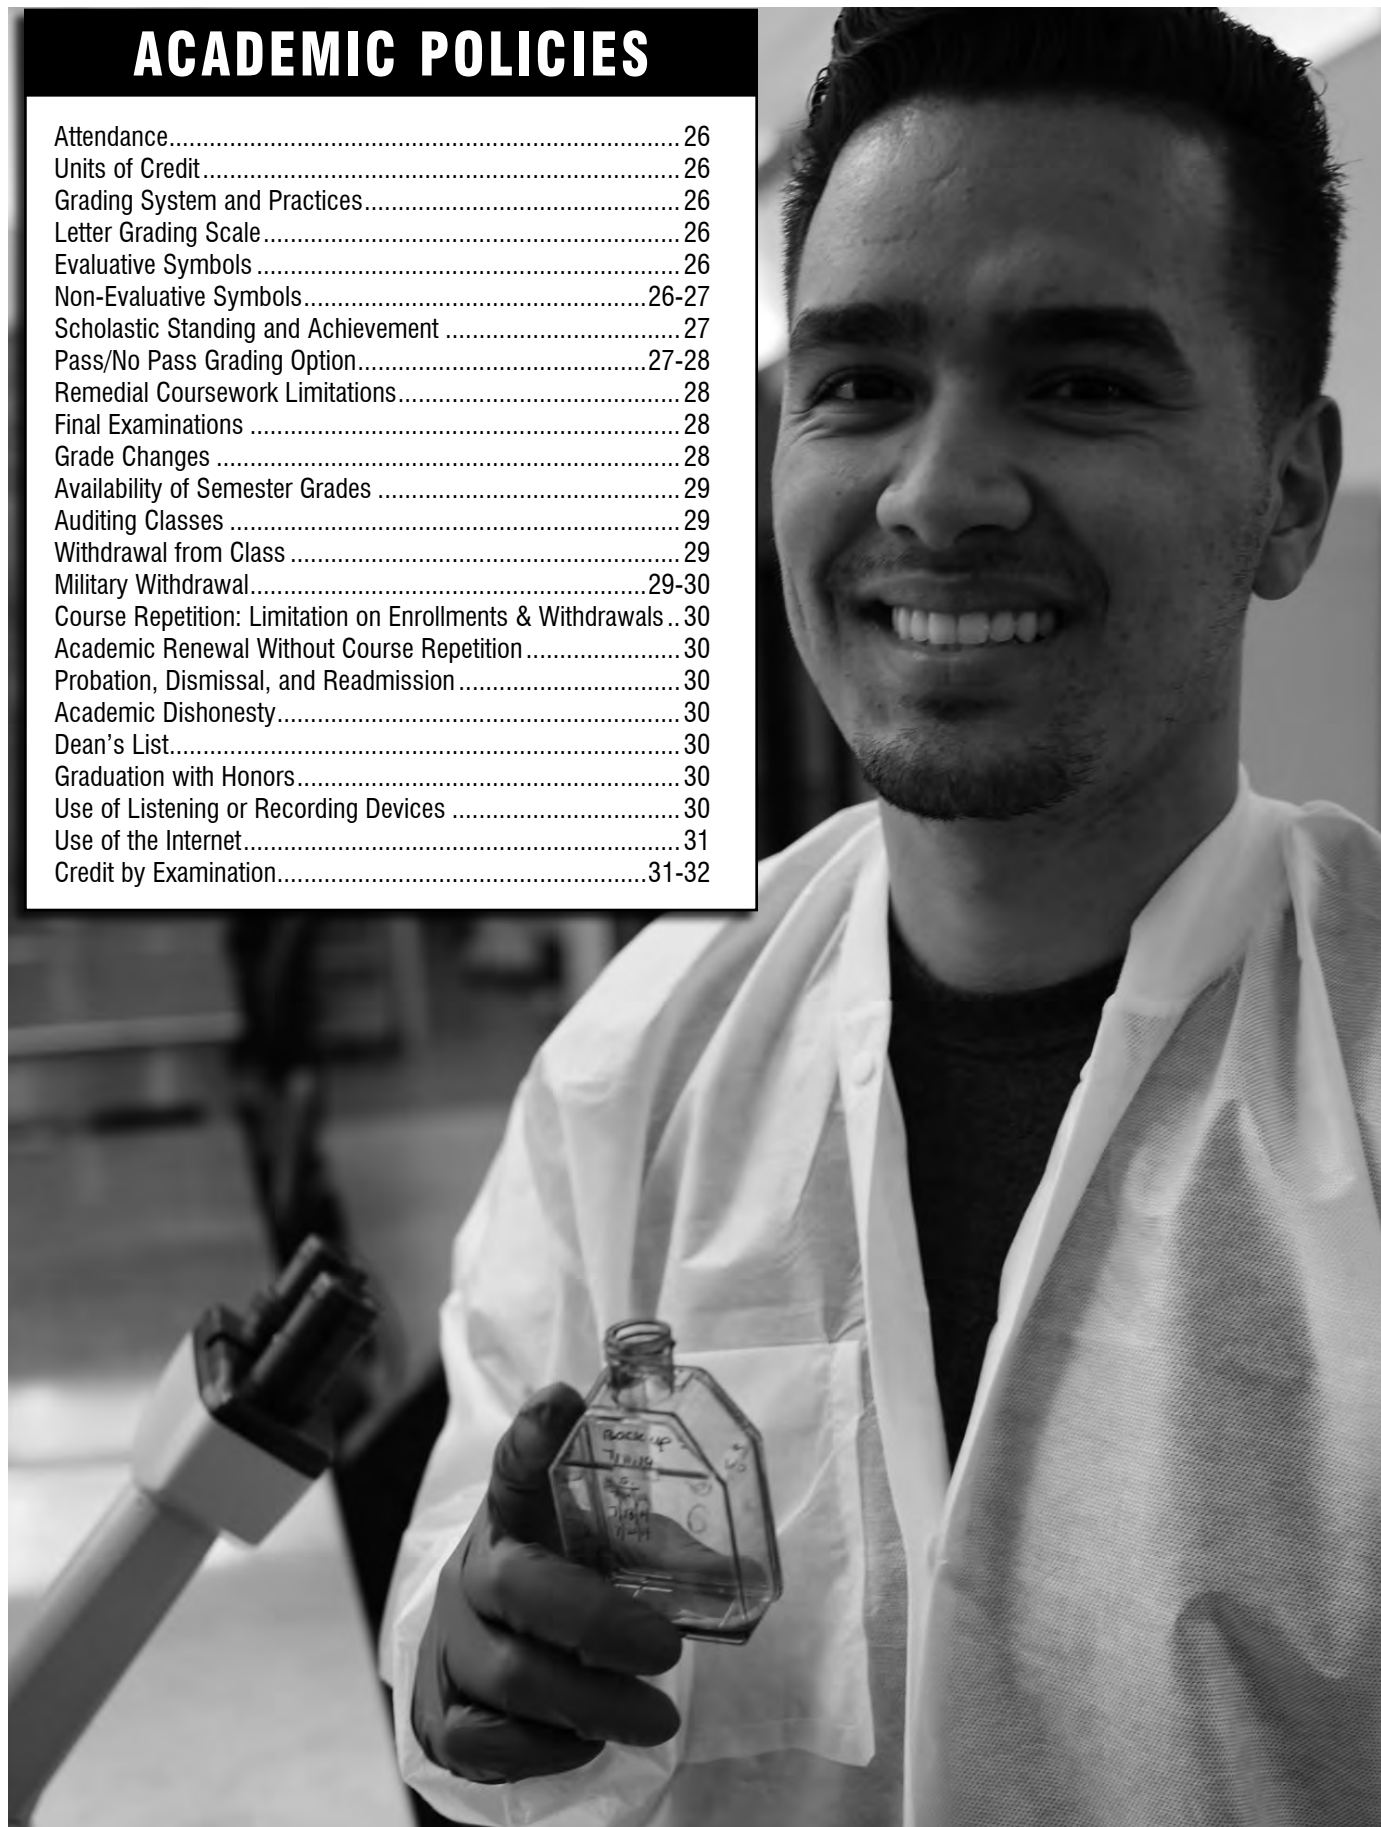 ACADEMIC POLICIES
Attendance............................................................................ 26
Units of Credit....................................................................... 26
Grading System and Practices............................................... 26
Letter Grading Scale.............................................................. 26
Evaluative Symbols ............................................................... 26
Non-Evaluative Symbols...................................................26-27
Scholastic Standing and Achievement ................................... 27
Pass/No Pass Grading Option...........................................27-28
Remedial Coursework Limitations.......................................... 28
Final Examinations ................................................................ 28
Grade Changes ..................................................................... 28
Availability of Semester Grades ............................................. 29
Auditing Classes ................................................................... 29
Withdrawal from Class .......................................................... 29
Military Withdrawal...........................................................29-30
Course Repetition: Limitation on Enrollments & Withdrawals .. 30
Academic Renewal Without Course Repetition....................... 30
Probation, Dismissal, and Readmission ................................. 30
Academic Dishonesty............................................................ 30
Dean’s List............................................................................ 30
Graduation with Honors......................................................... 30
Use of Listening or Recording Devices .................................. 30
Use of the Internet................................................................. 31
Credit by Examination.......................................................31-32
Back up